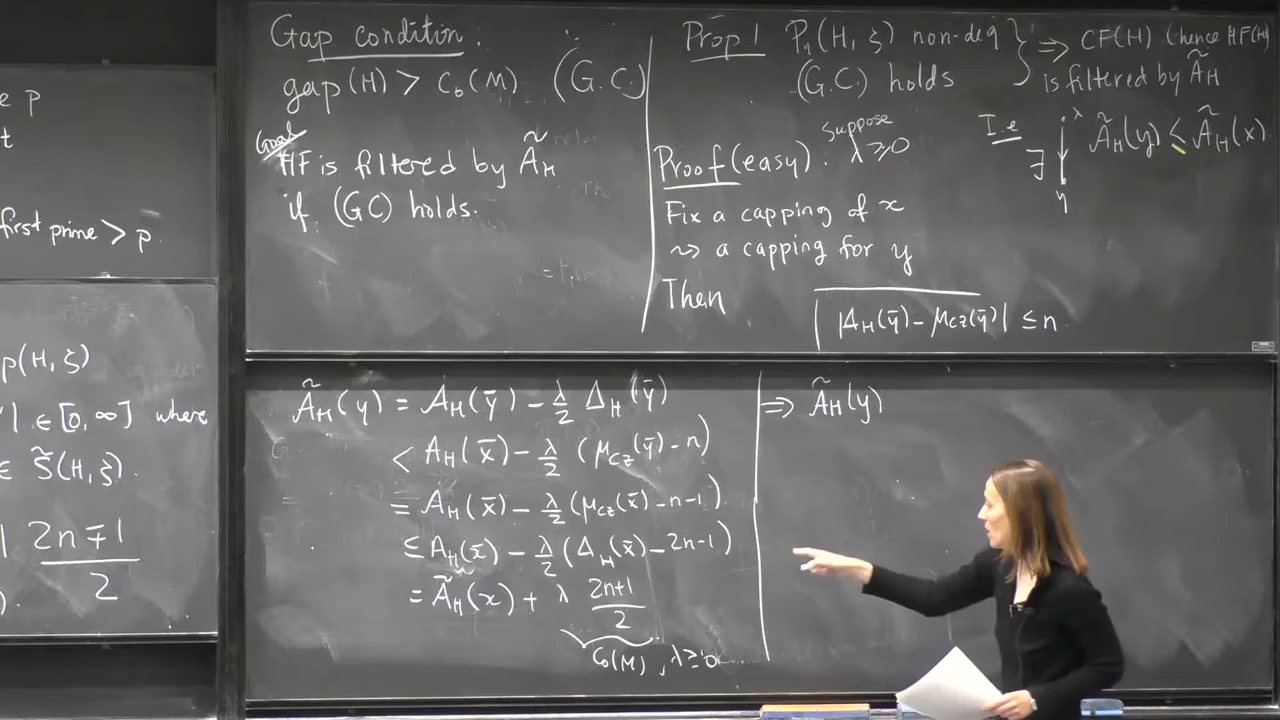 e p
t
first prime > p.
p(H, ξ)
'| ∈ [0, ∞] where
∈ S̃(H, ξ).
| 2n∓1
2
).
Gap condition:
gap(H) > c₀(M) (G.C.)
Goal
HF is filtered by Ã_H
if (GC) holds.
Prop 1 P₁(H, ξ) non-deg } ⇒ CF(H) (hence HF(H))
(G.C.) holds is filtered by Ã_H
I.e ∃ x ↓ y Ã_H(y) ≤ Ã_H(x)
Proof (easy). Suppose λ ≥ 0
Fix a capping of x
⇝ a capping for y
Then
|Δ_H(ȳ) − μ_CZ(ȳ)| ≤ n
Ã_H(y) = A_H(ȳ) − λ/2 Δ_H(ȳ)
< A_H(x̄) − λ/2 (μ_CZ(ȳ) − n)
= A_H(x̄) − λ/2 (μ_CZ(x̄) − n − 1)
≤ A_H(x̄) − λ/2 (Δ_H(x̄) − 2n − 1)
= Ã_H(x) + λ (2n+1)/2
c₀(M), λ ≥ 0
⇒ Ã_H(y)